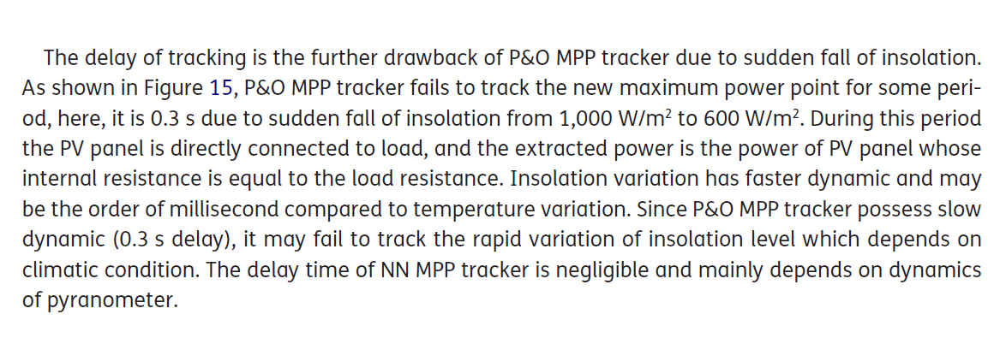 The delay of tracking is the further drawback of P&O MPP tracker due to sudden fall of insolation.
As shown in Figure 15, P&O MPP tracker fails to track the new maximum power point for some peri-
od, here, it is 0.3 s due to sudden fall of insolation from 1,000 W/m² to 600 W/m². During this period
the PV panel is directly connected to load, and the extracted power is the power of PV panel whose
internal resistance is equal to the load resistance. Insolation variation has faster dynamic and may
be the order of millisecond compared to temperature variation. Since P&O MPP tracker possess slow
dynamic (0.3 s delay), it may fail to track the rapid variation of insolation level which depends on
climatic condition. The delay time of NN MPP tracker is negligible and mainly depends on dynamics
of pyranometer.